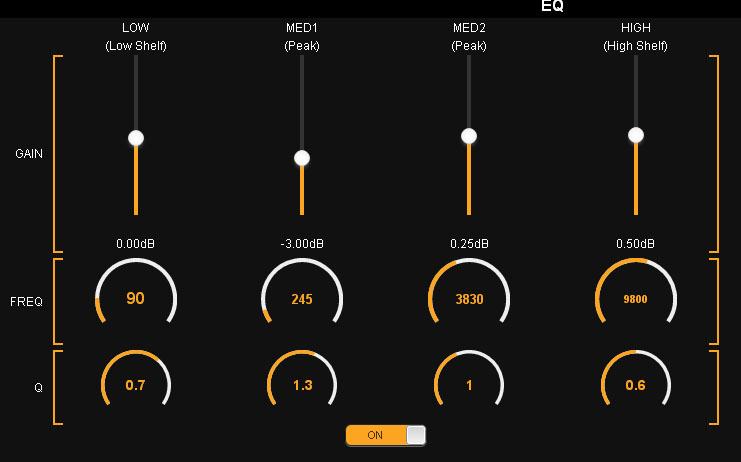 EQ
LOW MED1 MED2 HIGH
(Low Shelf) (Peak) (Peak) (High Shelf)
GAIN
0.00dB -3.00dB 0.25dB 0.50dB
FREQ 90 245 3830 9800
Q 0.7 1.3 1 0.6
ON